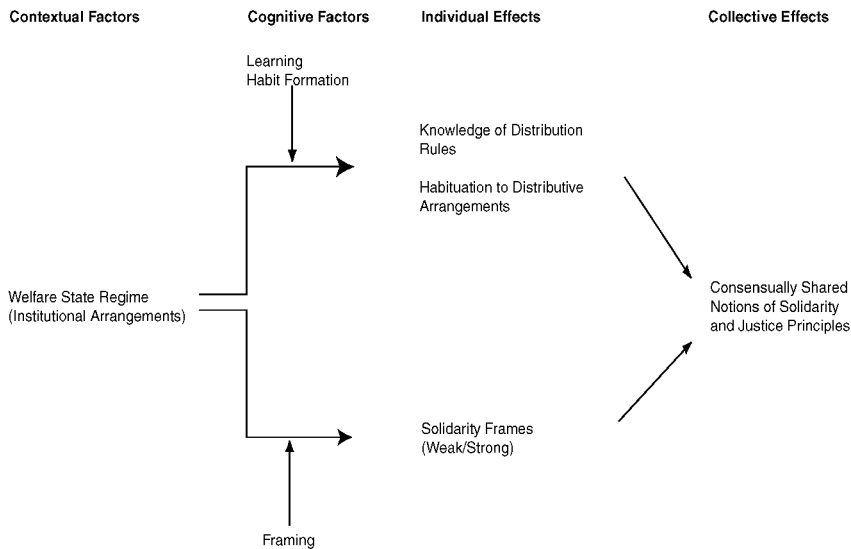 Contextual Factors
Cognitive Factors
Individual Effects
Collective Effects
Learning
Habit Formation
Knowledge of Distribution
Rules
Habituation to Distributive
Arrangements
Welfare State Regime
(Institutional Arrangements)
Consensually Shared
Notions of Solidarity
and Justice Principles
Solidarity Frames
(Weak/Strong)
Framing